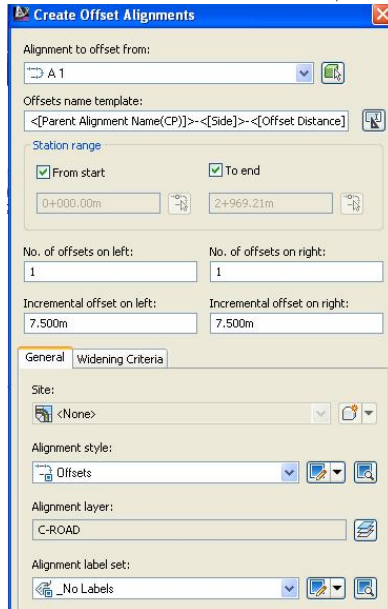 Create Offset Alignments
Alignment to offset from:
A 1
Offsets name template:
<[Parent Alignment Name(CP)]>-<[Side]>-<[Offset Distance]
Station range
From start
To end
0+000.00m
2+969.21m
No. of offsets on left:
No. of offsets on right:
1
1
Incremental offset on left:
Incremental offset on right:
7.500m
7.500m
General
Widening Criteria
Site:
<None>
Alignment style:
Offsets
Alignment layer:
C-ROAD
Alignment label set:
_No Labels